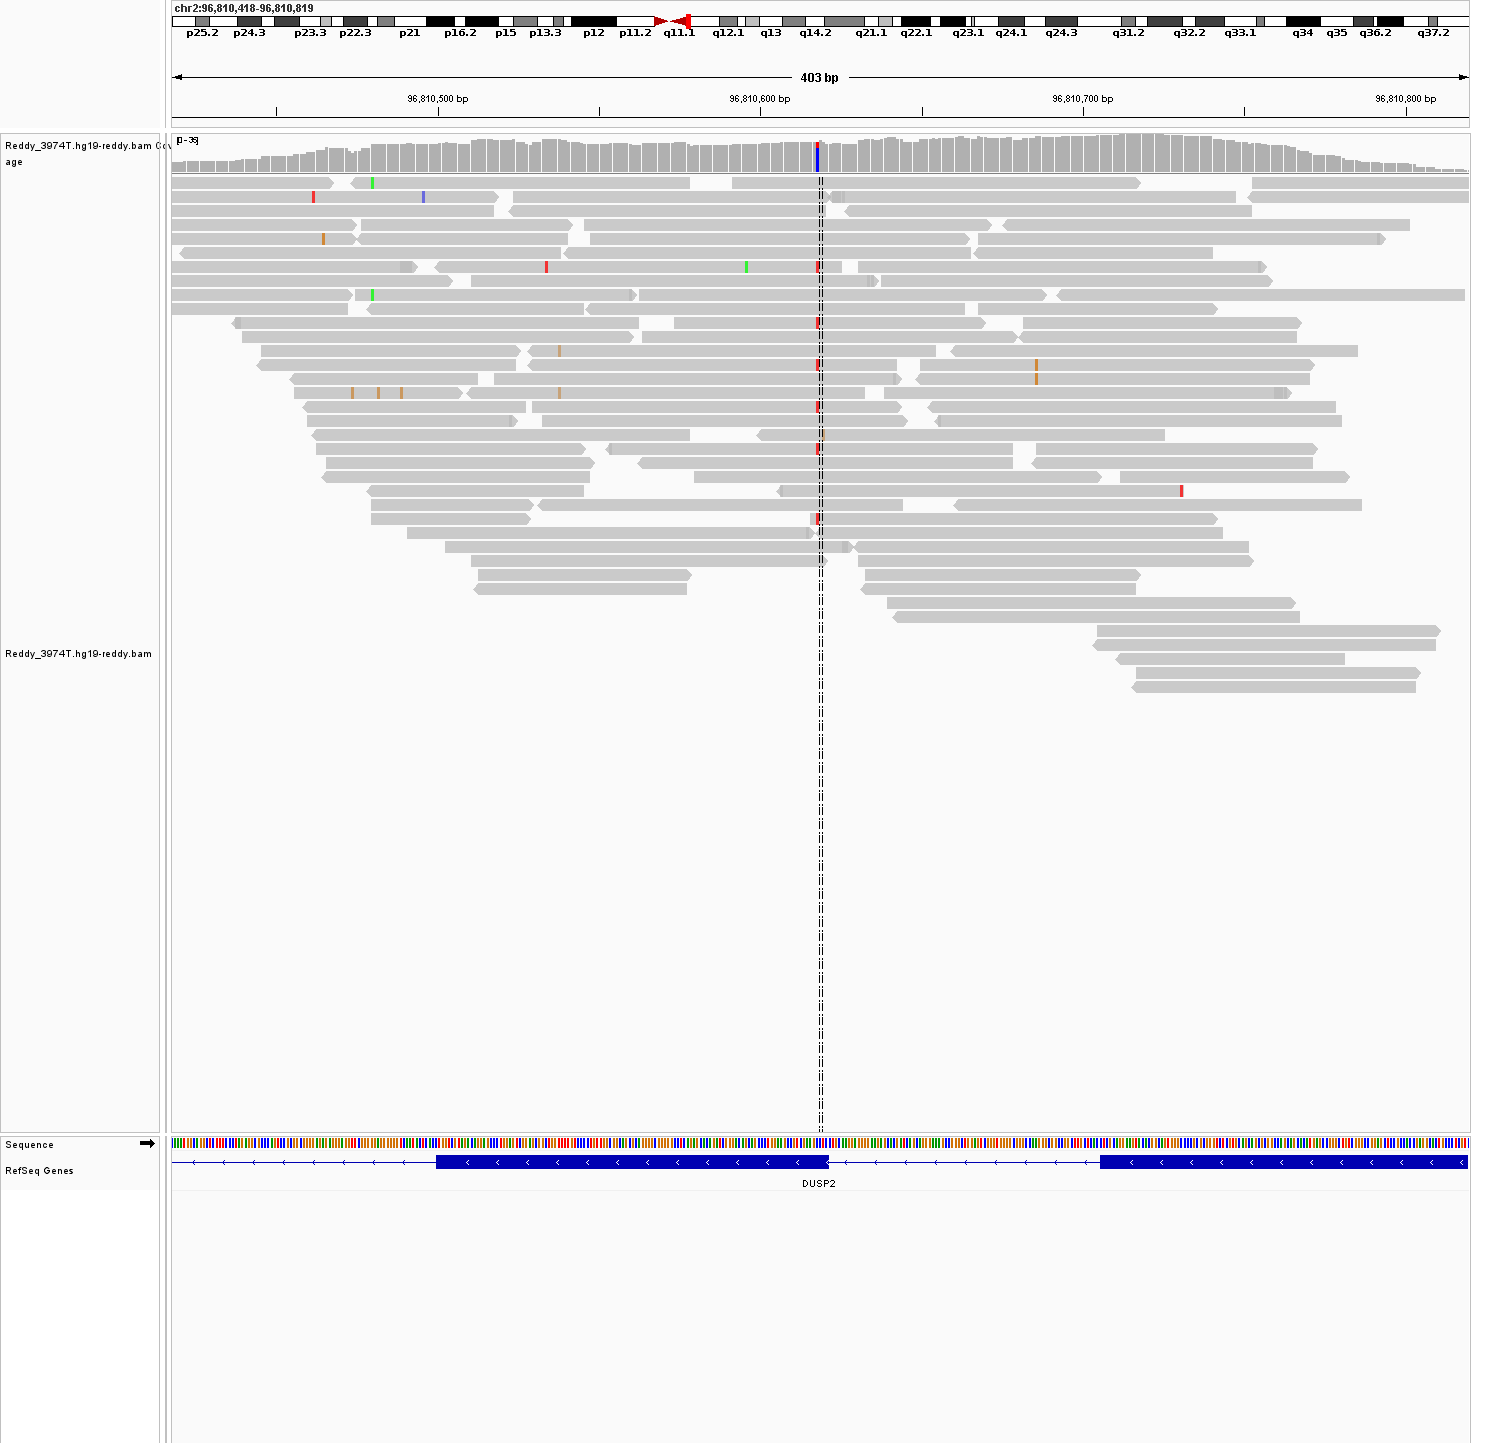 chr2:96,810,418-96,810,819
p25.2 p24.3 p23.3 p22.3 p21 p16.2 p15 p13.3 p12 p11.2 q11.1 q12.1 q13 q14.2 q21.1 q22.1 q23.1 q24.1 q24.3 q31.2 q32.2 q33.1 q34 q35 q36.2 q37.2
403 bp
96,810,500 bp 96,810,600 bp 96,810,700 bp 96,810,800 bp
Reddy_3974T.hg19-reddy.bam Cov
age
Reddy_3974T.hg19-reddy.bam
Sequence
RefSeq Genes
DUSP2